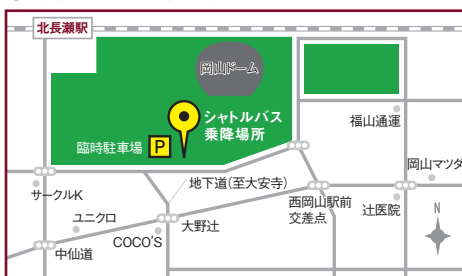 北長瀬駅
岡山ドーム
シャトルバス
乗降場所
臨時駐車場 P
福山通運
岡山マツダ
地下道(至大安寺)
サークルK
西岡山駅前
交差点
辻医院
N
ユニクロ
大野辻
COCO'S
中仙道